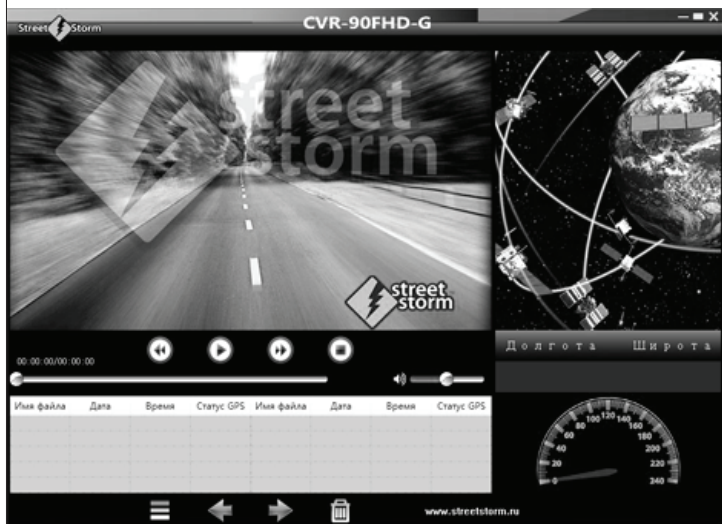 Street Storm
CVR-90FHD-G
street
storm
street
storm
Долгота Широта
00:00:00/00:00:00
Имя файла Дата Время Статус GPS Имя файла Дата Время Статус GPS
0 20 40 60 80 100 120 140 160 180 200 220 240
www.streetstorm.ru